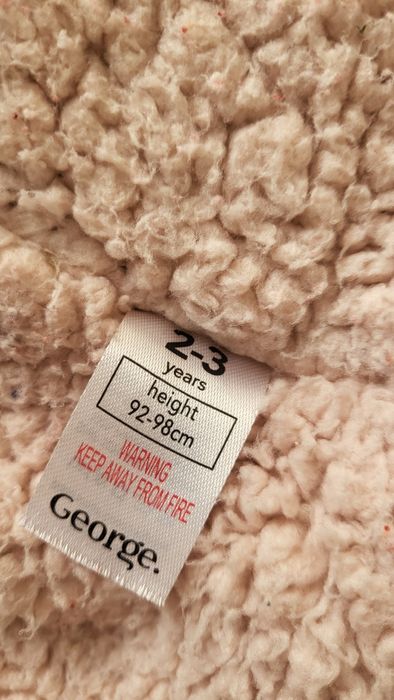 2-3
years
height
92-98cm
WARNING
KEEP AWAY FROM FIRE
George.